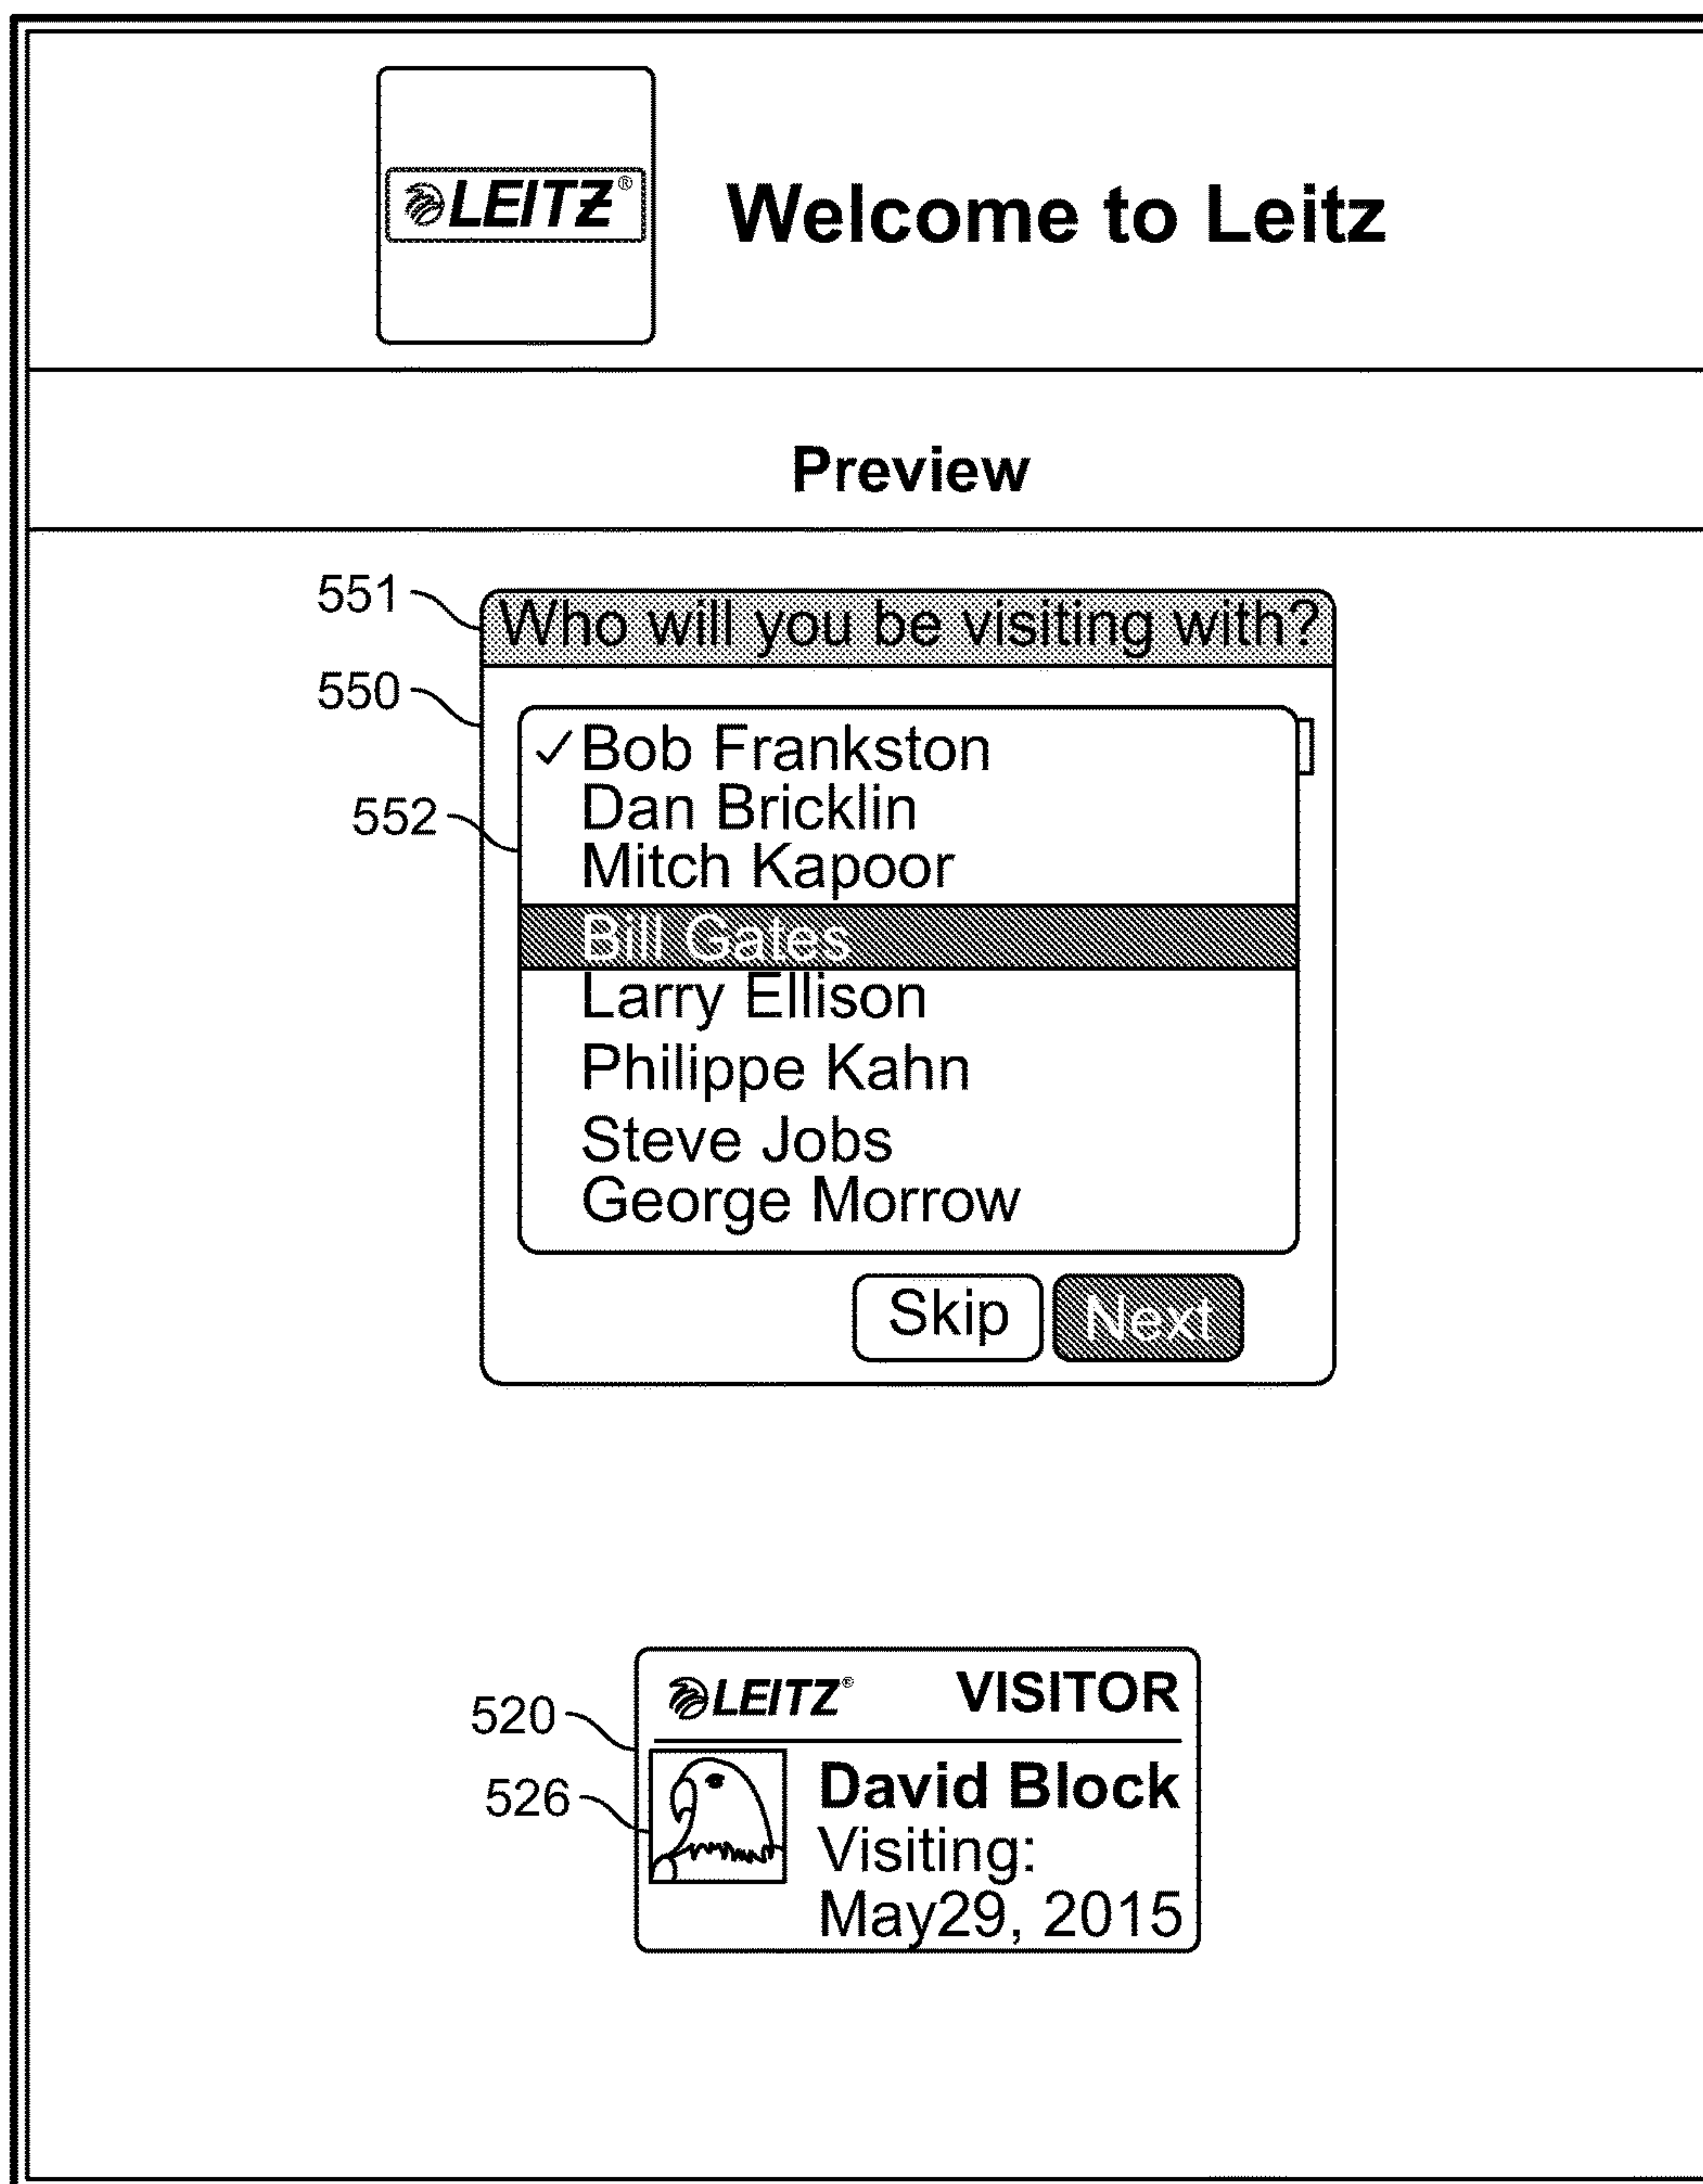 LEITZ®
Welcome to Leitz
Preview
551
Who will you be visiting with?
550
✓Bob Frankston
552
Dan Bricklin
Mitch Kapoor
Bill Gates
Larry Ellison
Philippe Kahn
Steve Jobs
George Morrow
Skip
Next
LEITZ®
VISITOR
520
526
David Block
Visiting:
May29, 2015